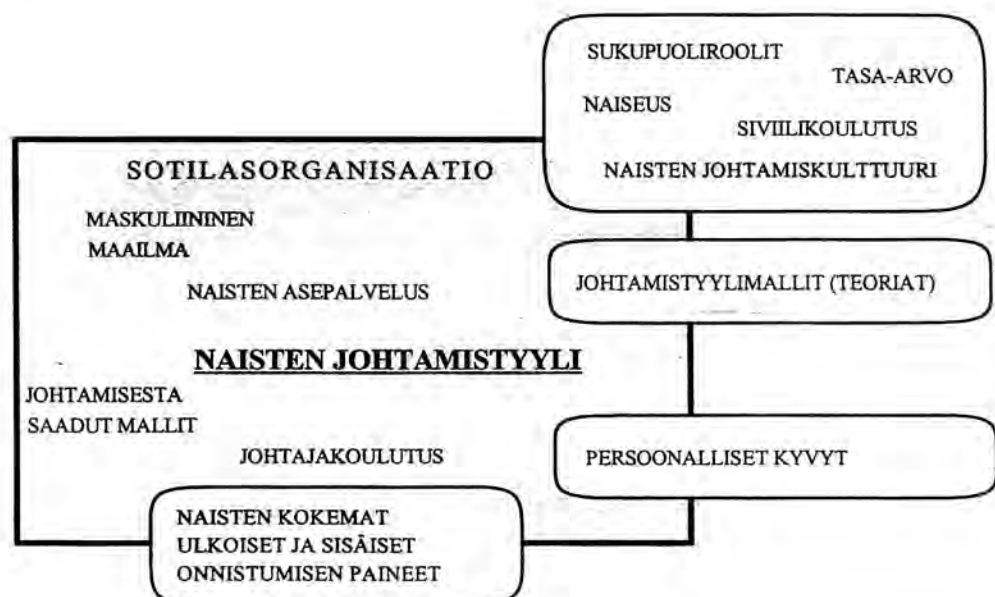 SUKUPUOLIROOLIT
TASA-ARVO
NAISEUS
SIVIILIKOULUTUS
NAISTEN JOHTAMISKULTTUURI
SOTILASORGANISAATIO
MASKULIININEN
MAAILMA
NAISTEN ASEPALVELUS
JOHTAMISTYYLIMALLIT (TEORIAT)
NAISTEN JOHTAMISTYYLI
JOHTAMISESTA
SAADUT MALLIT
JOHTAJAKOULUTUS
PERSOONALLISET KYVYT
NAISTEN KOKEMAT
ULKOISET JA SISÄISET
ONNISTUMISEN PAINEET